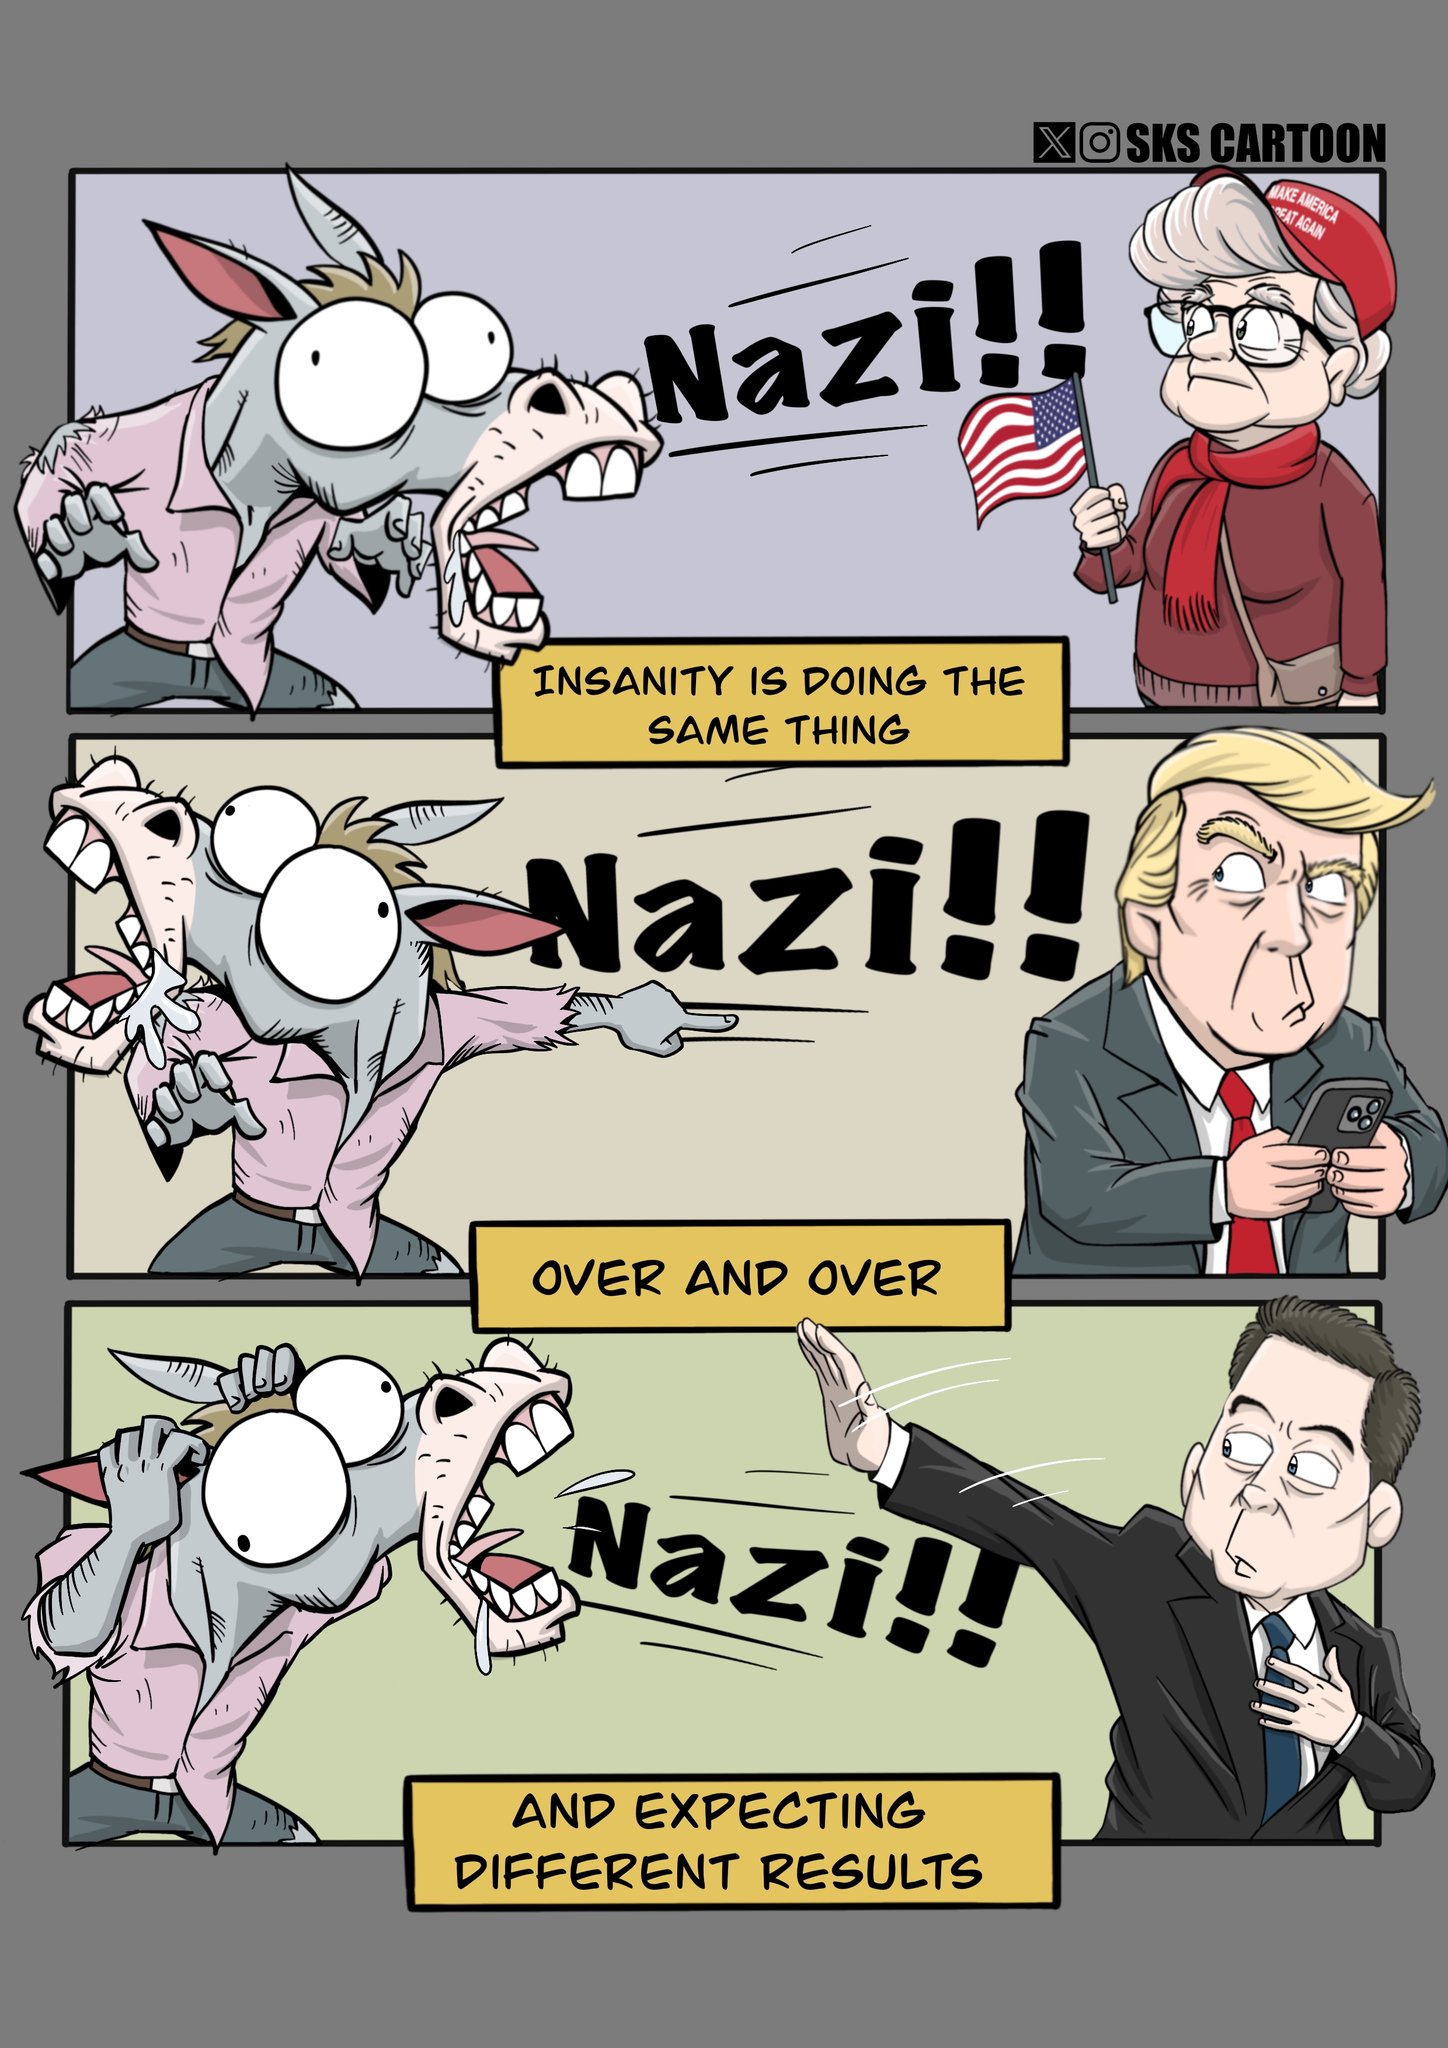 SKS CARTOON
MAKE AMERICA
GREAT AGAIN
Nazi!!
INSANITY IS DOING THE
SAME THING
Nazi!!
OVER AND OVER
Nazi!!
AND EXPECTING
DIFFERENT RESULTS